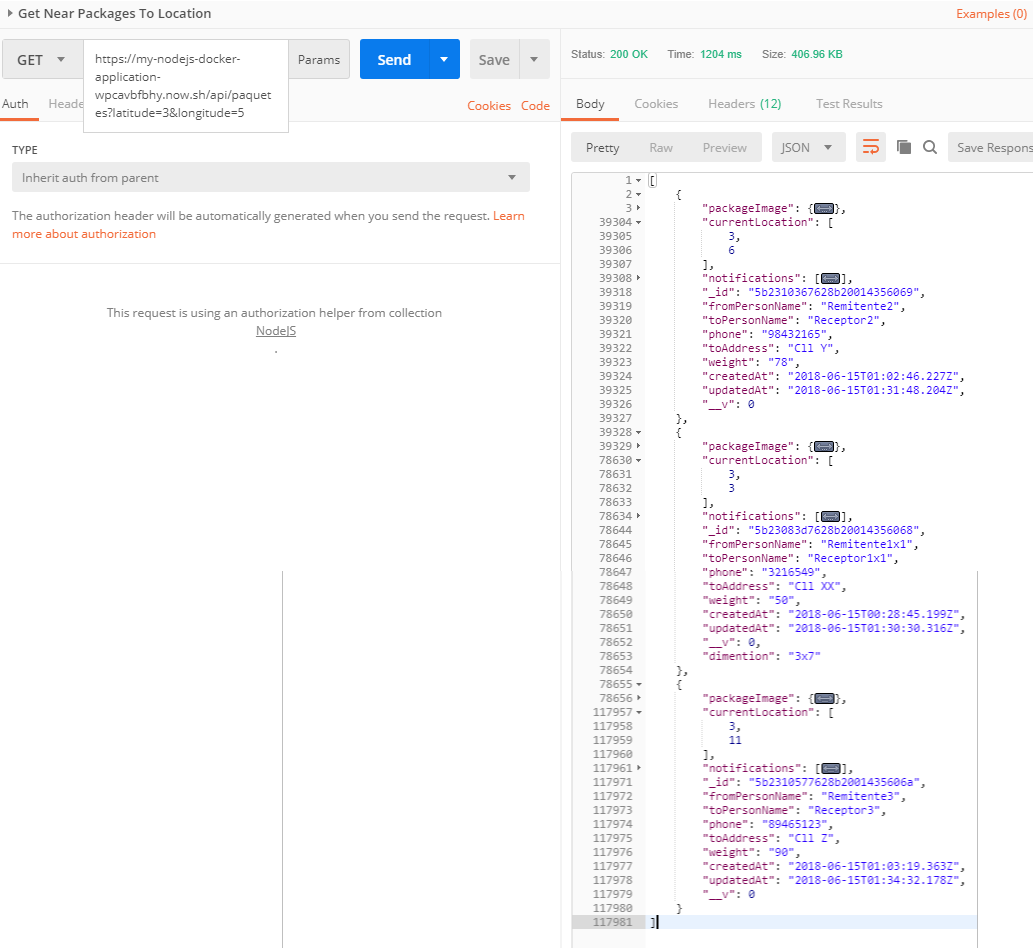 Get Near Packages To Location
Examples (0)
GET
https://my-nodejs-docker-
application-
wpcavbfbhy.now.sh/api/paquet
es?latitude=3&longitude=5
Params
Send
Save
Auth
Heade
Cookies Code
TYPE
Inherit auth from parent
The authorization header will be automatically generated when you send the request. Learn
more about authorization
This request is using an authorization helper from collection
NodeJS
.
Status: 200 OK Time: 1204 ms Size: 406.96 KB
Body Cookies Headers (12) Test Results
Pretty Raw Preview JSON Save Respons
1 [
2 {
3 "packageImage": {},
39304 "currentLocation": [
39305 3,
39306 6
39307 ],
39308 "notifications": [],
39318 "_id": "5b2310367628b20014356069",
39319 "fromPersonName": "Remitente2",
39320 "toPersonName": "Receptor2",
39321 "phone": "98432165",
39322 "toAddress": "Cll Y",
39323 "weight": "78",
39324 "createdAt": "2018-06-15T01:02:46.227Z",
39325 "updatedAt": "2018-06-15T01:31:48.204Z",
39326 "__v": 0
39327 },
39328 {
39329 "packageImage": {},
78630 "currentLocation": [
78631 3,
78632 3
78633 ],
78634 "notifications": [],
78644 "_id": "5b23083d7628b20014356068",
78645 "fromPersonName": "Remitente1x1",
78646 "toPersonName": "Receptor1x1",
78647 "phone": "3216549",
78648 "toAddress": "Cll XX",
78649 "weight": "50",
78650 "createdAt": "2018-06-15T00:28:45.199Z",
78651 "updatedAt": "2018-06-15T01:30:30.316Z",
78652 "__v": 0,
78653 "dimention": "3x7"
78654 },
78655 {
78656 "packageImage": {},
117957 "currentLocation": [
117958 3,
117959 11
117960 ],
117961 "notifications": [],
117971 "_id": "5b2310577628b2001435606a",
117972 "fromPersonName": "Remitente3",
117973 "toPersonName": "Receptor3",
117974 "phone": "89465123",
117975 "toAddress": "Cll Z",
117976 "weight": "90",
117977 "createdAt": "2018-06-15T01:03:19.363Z",
117978 "updatedAt": "2018-06-15T01:34:32.178Z",
117979 "__v": 0
117980 }
117981 ]